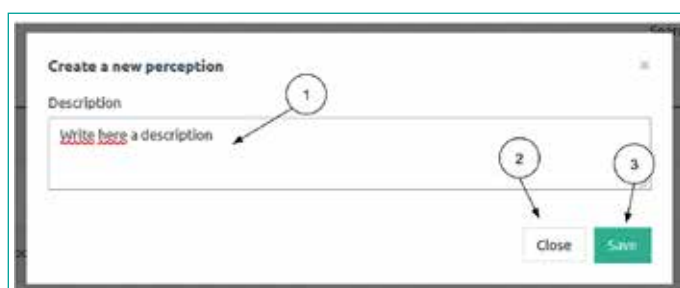 Create a new perception
Description
1
Write here a description
2
3
Close
Save